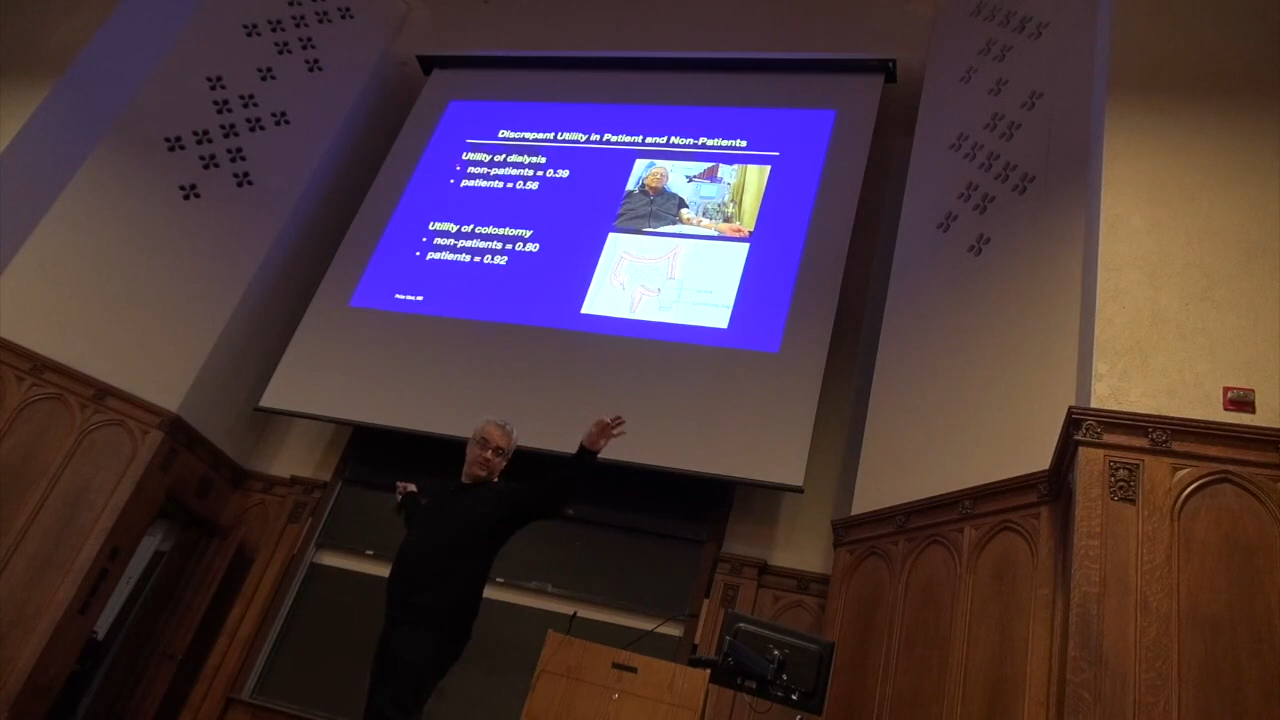 Discrepant Utility in Patient and Non-Patients
Utility of dialysis
• non-patients = 0.39
• patients = 0.56
Utility of colostomy
• non-patients = 0.80
• patients = 0.92